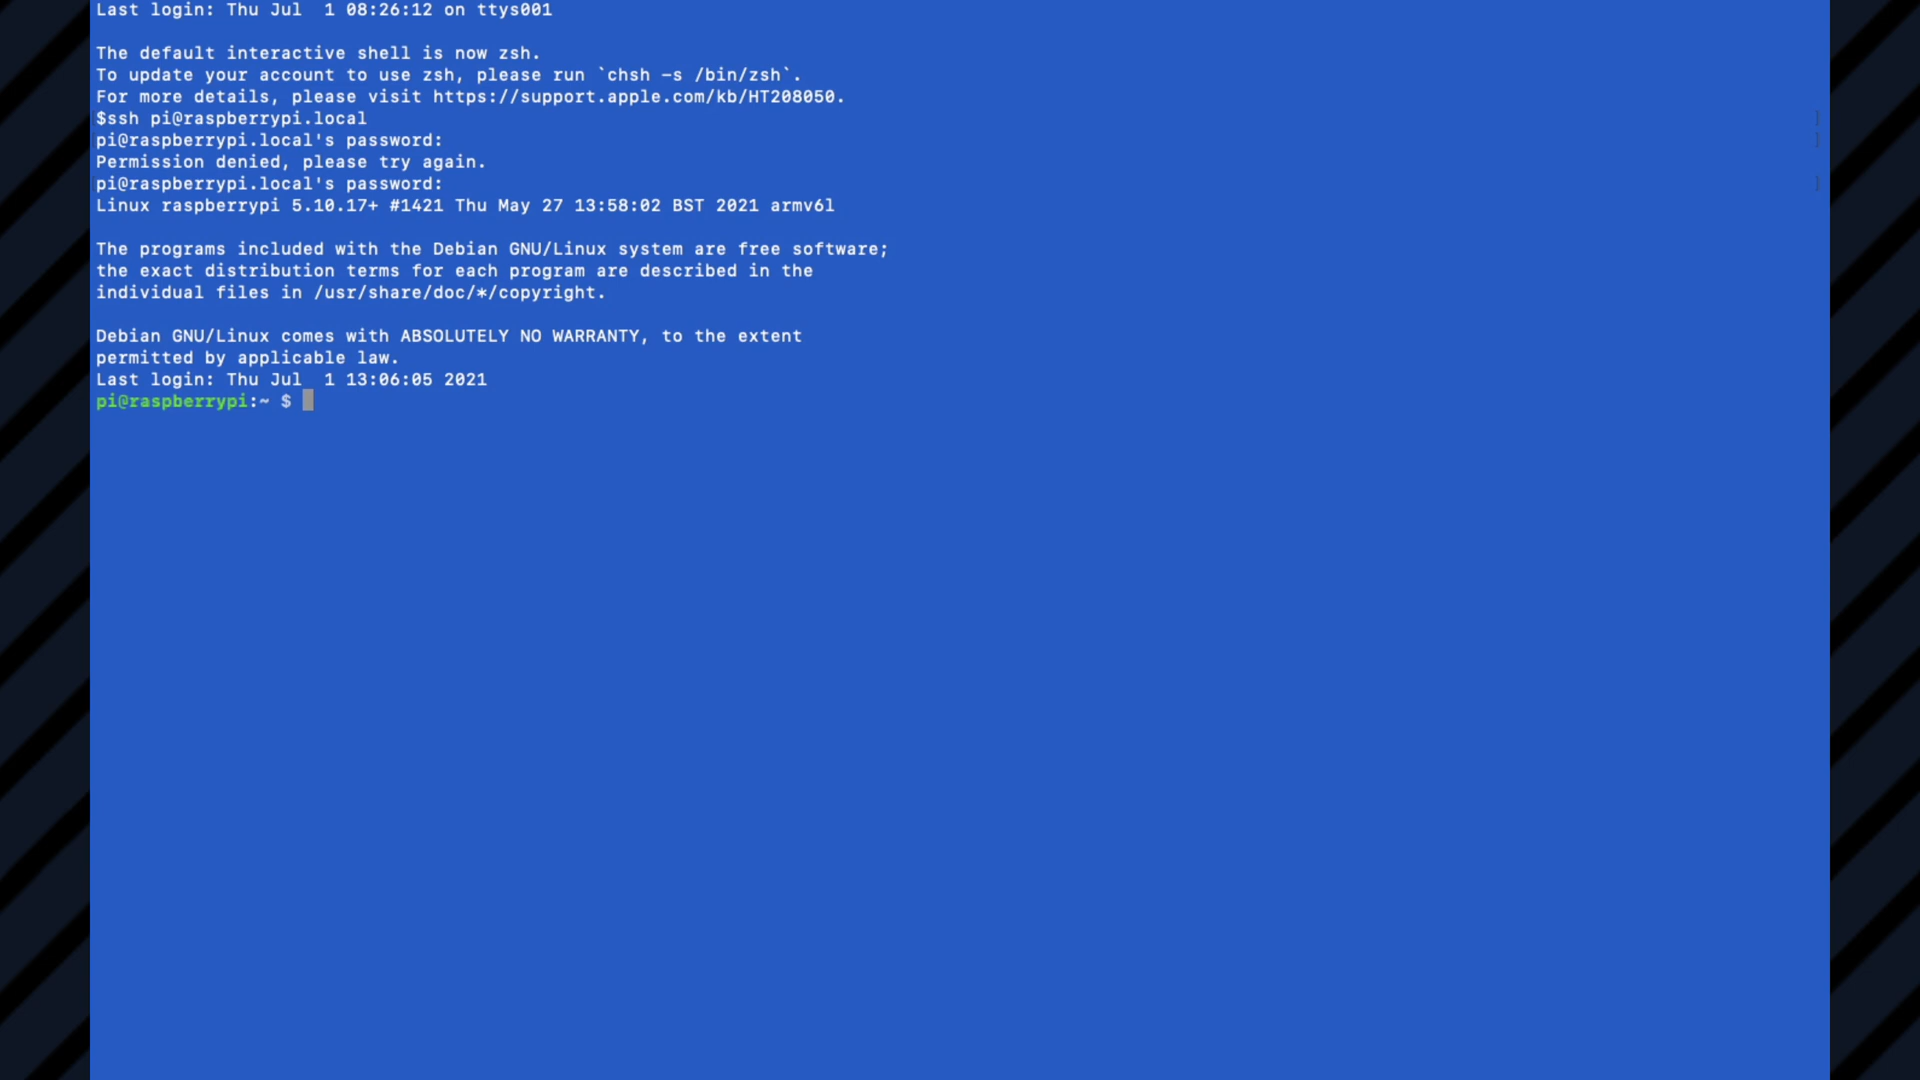 Last login: Thu Jul  1 08:26:12 on ttys001
The default interactive shell is now zsh.
To update your account to use zsh, please run `chsh -s /bin/zsh`.
For more details, please visit https://support.apple.com/kb/HT208050.
$ssh pi@raspberrypi.local
pi@raspberrypi.local's password:
Permission denied, please try again.
pi@raspberrypi.local's password:
Linux raspberrypi 5.10.17+ #1421 Thu May 27 13:58:02 BST 2021 armv6l
The programs included with the Debian GNU/Linux system are free software;
the exact distribution terms for each program are described in the
individual files in /usr/share/doc/*/copyright.
Debian GNU/Linux comes with ABSOLUTELY NO WARRANTY, to the extent
permitted by applicable law.
Last login: Thu Jul  1 13:06:05 2021
pi@raspberrypi:~ $